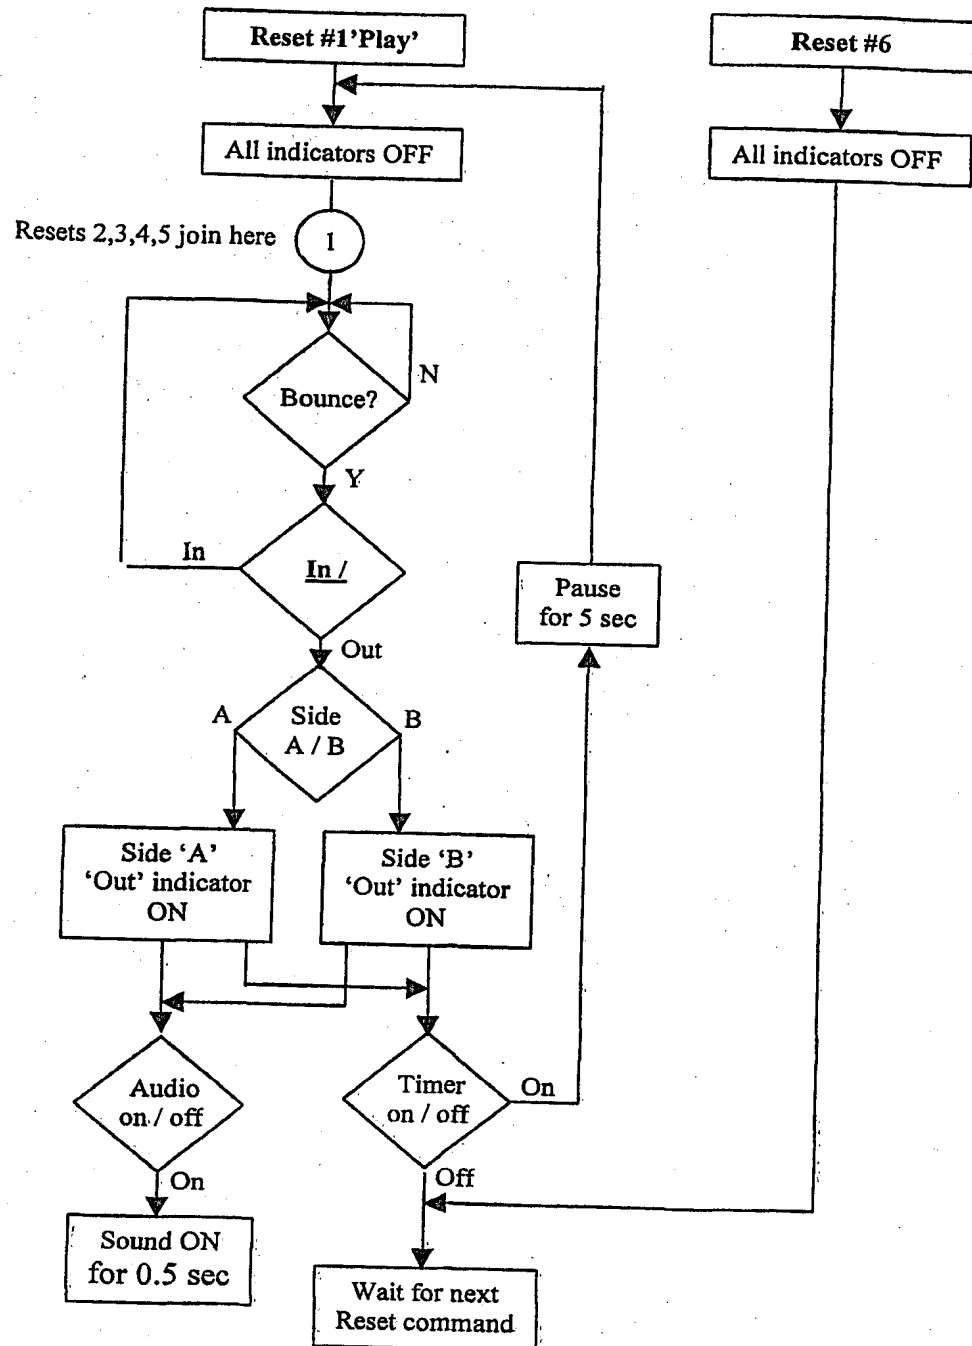 Reset #1'Play'
Reset #6
All indicators OFF
All indicators OFF
Resets 2,3,4,5 join here
1
Bounce?
N
Y
In
In /
Out
Pause
for 5 sec
A
Side
A / B
B
Side ‘A’
‘Out’ indicator
ON
Side ‘B’
‘Out’ indicator
ON
Audio
on / off
Timer
on / off
On
On
Off
Sound ON
for 0.5 sec
Wait for next
Reset command